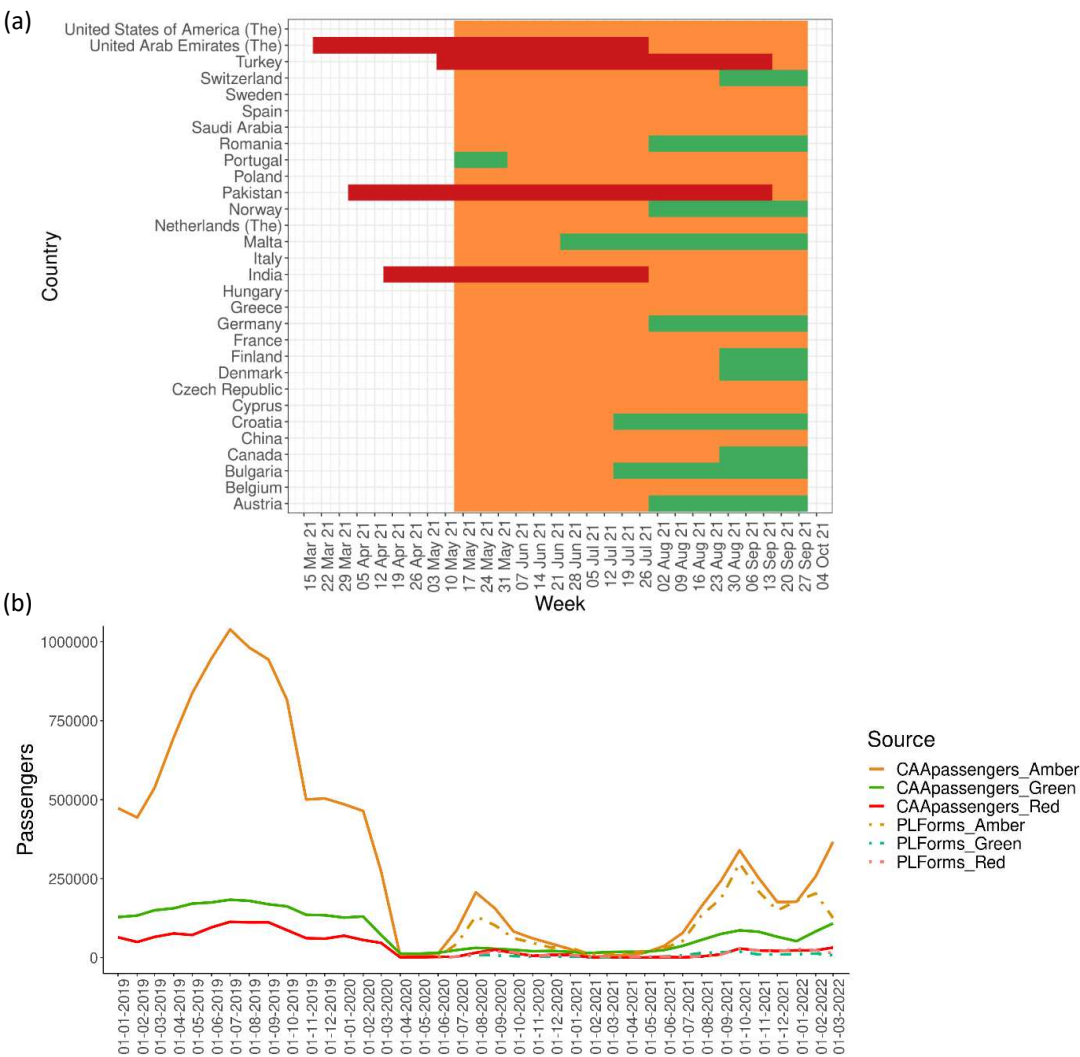 (a)
United States of America (The)
United Arab Emirates (The)
Turkey
Switzerland
Sweden
Spain
Saudi Arabia
Romania
Portugal
Poland
Pakistan
Norway
Netherlands (The)
Malta
Italy
India
Hungary
Greece
Germany
France
Finland
Denmark
Czech Republic
Cyprus
Croatia
China
Canada
Bulgaria
Belgium
Austria
Country
15 Mar 21
22 Mar 21
29 Mar 21
05 Apr 21
12 Apr 21
19 Apr 21
26 Apr 21
03 May 21
10 May 21
17 May 21
24 May 21
31 May 21
07 Jun 21
14 Jun 21
21 Jun 21
28 Jun 21
05 Jul 21
12 Jul 21
19 Jul 21
26 Jul 21
02 Aug 21
09 Aug 21
16 Aug 21
23 Aug 21
30 Aug 21
06 Sep 21
13 Sep 21
20 Sep 21
27 Sep 21
04 Oct 21
Week
(b)
1000000
750000
500000
250000
0
Passengers
01-01-2019
01-02-2019
01-03-2019
01-04-2019
01-05-2019
01-06-2019
01-07-2019
01-08-2019
01-09-2019
01-10-2019
01-11-2019
01-12-2019
01-01-2020
01-02-2020
01-03-2020
01-04-2020
01-05-2020
01-06-2020
01-07-2020
01-08-2020
01-09-2020
01-10-2020
01-11-2020
01-12-2020
01-01-2021
01-02-2021
01-03-2021
01-04-2021
01-05-2021
01-06-2021
01-07-2021
01-08-2021
01-09-2021
01-10-2021
01-11-2021
01-12-2021
01-01-2022
01-02-2022
01-03-2022
Source
CAApassengers_Amber
CAApassengers_Green
CAApassengers_Red
PLForms_Amber
PLForms_Green
PLForms_Red